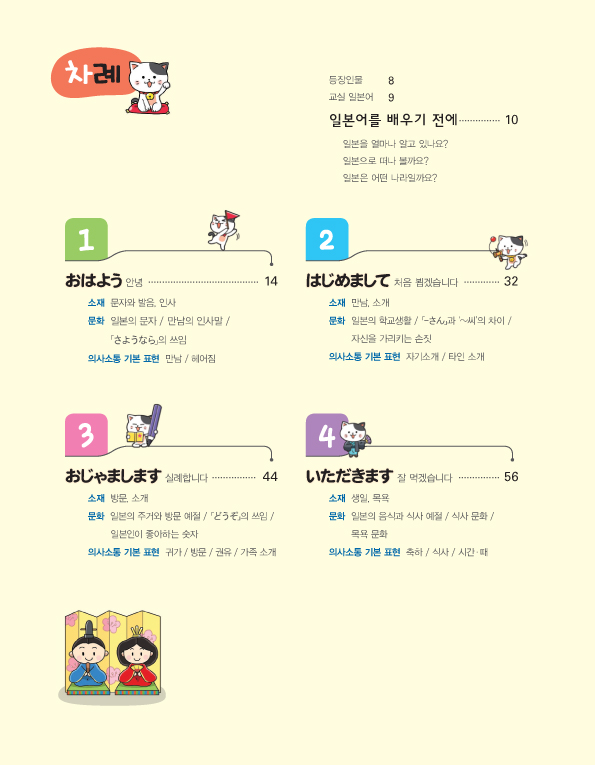 차례
등장인물 8
교실 일본어 9
일본어를 배우기 전에 ··············· 10
일본을 얼마나 알고 있나요?
일본으로 떠나 볼까요?
일본은 어떤 나라일까요?
1
おはよう 안녕 ······································· 14
소재 문자와 발음, 인사
문화 일본의 문자 / 만남의 인사말 /
「さようなら」의 쓰임
의사소통 기본 표현 만남 / 헤어짐
2
はじめまして 처음 뵙겠습니다 ············· 32
소재 만남, 소개
문화 일본의 학교생활 / 「~さん」과 '~씨'의 차이 /
자신을 가리키는 손짓
의사소통 기본 표현 자기소개 / 타인 소개
3
おじゃまします 실례합니다 ················ 44
소재 방문, 소개
문화 일본의 주거와 방문 예절 / 「どうぞ」의 쓰임 /
일본인이 좋아하는 숫자
의사소통 기본 표현 귀가 / 방문 / 권유 / 가족 소개
4
いただきます 잘 먹겠습니다 ··············· 56
소재 생일, 목욕
문화 일본의 음식과 식사 예절 / 식사 문화 /
목욕 문화
의사소통 기본 표현 축하 / 식사 / 시간·때